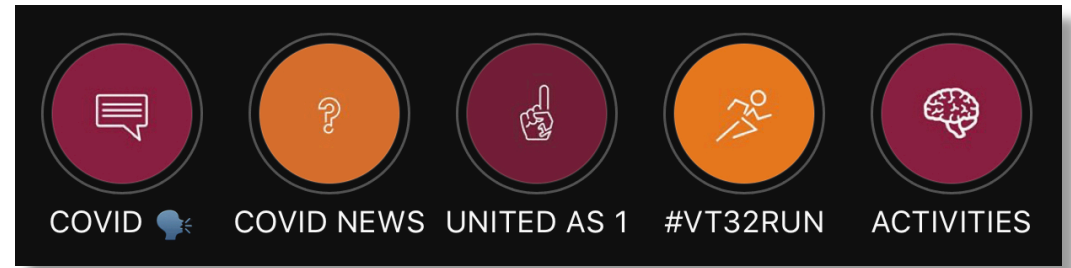 COVID 🗣️
COVID NEWS
UNITED AS 1
#VT32RUN
ACTIVITIES